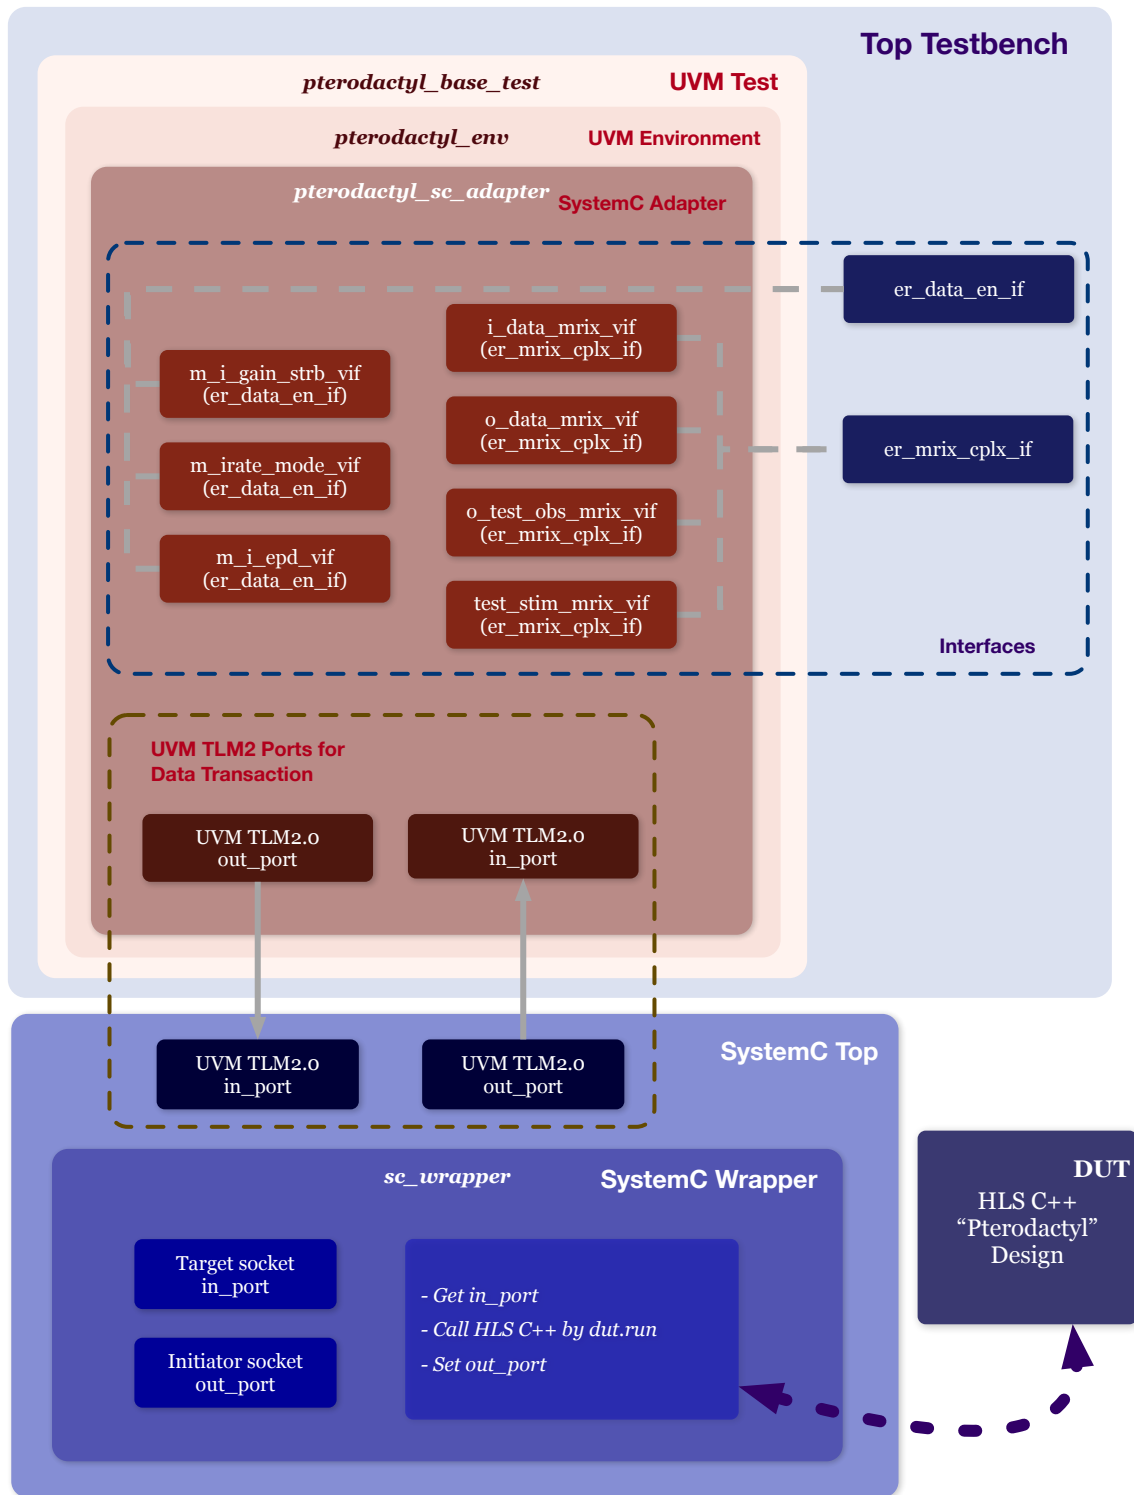 Top Testbench
pterodactyl_base_test
UVM Test
pterodactyl_env
UVM Environment
pterodactyl_sc_adapter
SystemC Adapter
er_data_en_if
i_data_mrix_vif
(er_mrix_cplx_if)
m_i_gain_strb_vif
(er_data_en_if)
o_data_mrix_vif
(er_mrix_cplx_if)
er_mrix_cplx_if
m_irate_mode_vif
(er_data_en_if)
o_test_obs_mrix_vif
(er_mrix_cplx_if)
m_i_epd_vif
(er_data_en_if)
test_stim_mrix_vif
(er_mrix_cplx_if)
Interfaces
UVM TLM2 Ports for
Data Transaction
UVM TLM2.0
out_port
UVM TLM2.0
in_port
SystemC Top
UVM TLM2.0
in_port
UVM TLM2.0
out_port
sc_wrapper
SystemC Wrapper
Target socket
in_port
Initiator socket
out_port
- Get in_port
- Call HLS C++ by dut.run
- Set out_port
DUT
HLS C++
“Pterodactyl”
Design